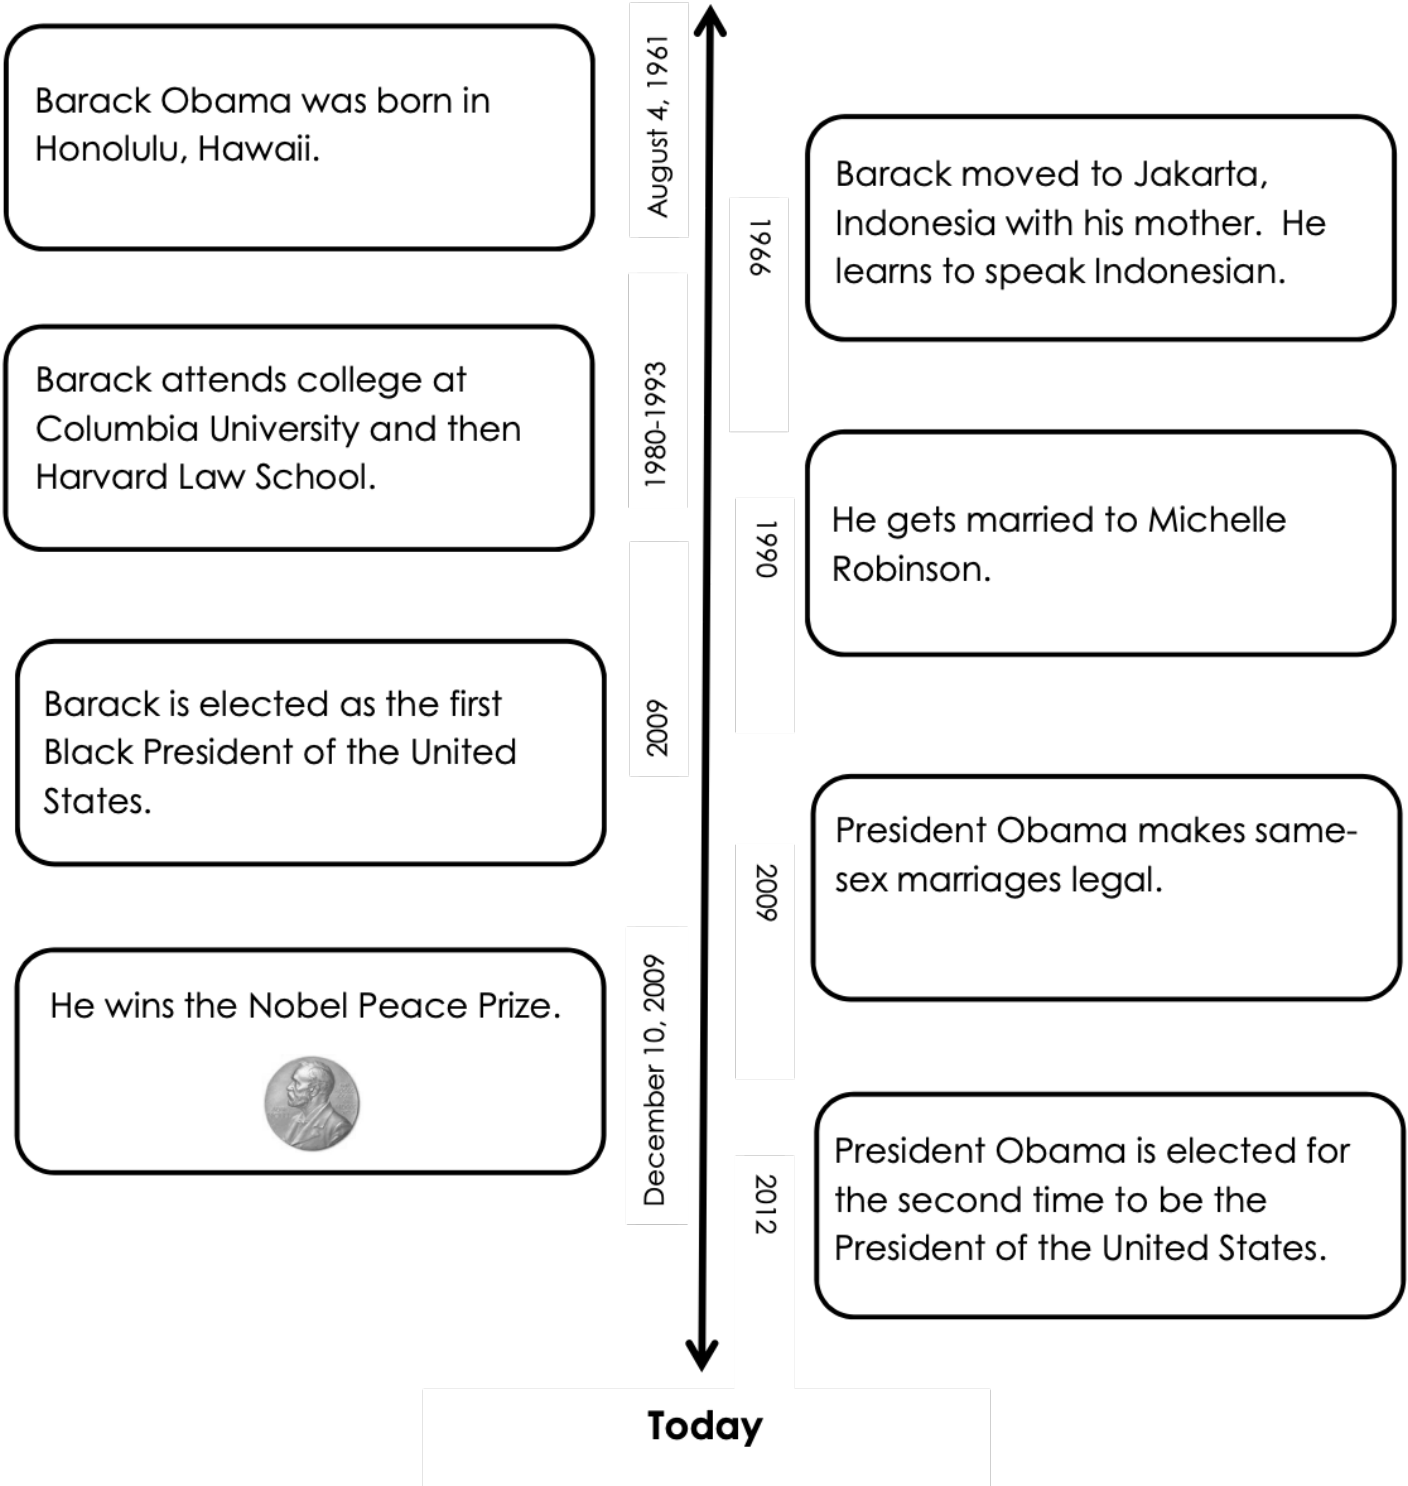 August 4, 1961
Barack Obama was born in
Honolulu, Hawaii.
1966
Barack moved to Jakarta,
Indonesia with his mother.  He
learns to speak Indonesian.
1980-1993
Barack attends college at
Columbia University and then
Harvard Law School.
1990
He gets married to Michelle
Robinson.
2009
Barack is elected as the first
Black President of the United
States.
2009
President Obama makes same-
sex marriages legal.
December 10, 2009
He wins the Nobel Peace Prize.
2012
President Obama is elected for
the second time to be the
President of the United States.
Today